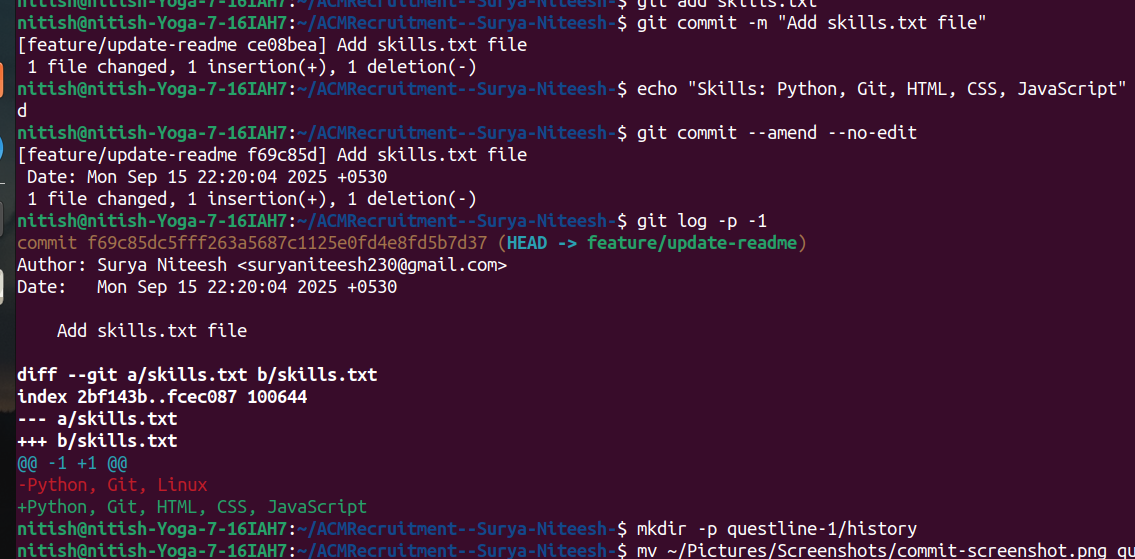 nitish@nitish-Yoga-7-16IAH7:~/ACMRecruitment--Surya-Niteesh-$ git add skills.txt
nitish@nitish-Yoga-7-16IAH7:~/ACMRecruitment--Surya-Niteesh-$ git commit -m "Add skills.txt file"
[feature/update-readme ce08bea] Add skills.txt file
 1 file changed, 1 insertion(+), 1 deletion(-)
nitish@nitish-Yoga-7-16IAH7:~/ACMRecruitment--Surya-Niteesh-$ echo "Skills: Python, Git, HTML, CSS, JavaScript"
d
nitish@nitish-Yoga-7-16IAH7:~/ACMRecruitment--Surya-Niteesh-$ git commit --amend --no-edit
[feature/update-readme f69c85d] Add skills.txt file
 Date: Mon Sep 15 22:20:04 2025 +0530
 1 file changed, 1 insertion(+), 1 deletion(-)
nitish@nitish-Yoga-7-16IAH7:~/ACMRecruitment--Surya-Niteesh-$ git log -p -1
commit f69c85dc5fff263a5687c1125e0fd4e8fd5b7d37 (HEAD -> feature/update-readme)
Author: Surya Niteesh <suryaniteesh230@gmail.com>
Date:   Mon Sep 15 22:20:04 2025 +0530
    Add skills.txt file
diff --git a/skills.txt b/skills.txt
index 2bf143b..fcec087 100644
--- a/skills.txt
+++ b/skills.txt
@@ -1 +1 @@
-Python, Git, Linux
+Python, Git, HTML, CSS, JavaScript
nitish@nitish-Yoga-7-16IAH7:~/ACMRecruitment--Surya-Niteesh-$ mkdir -p questline-1/history
nitish@nitish-Yoga-7-16IAH7:~/ACMRecruitment--Surya-Niteesh-$ mv ~/Pictures/Screenshots/commit-screenshot.png qu